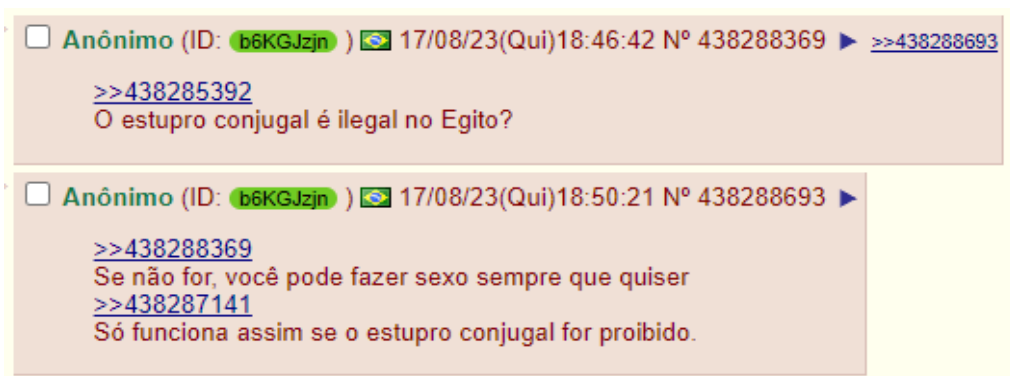 Anônimo (ID: b6KGJzjn ) 17/08/23(Qui)18:46:42 Nº 438288369 ▶ >>438288693
>>438285392
O estupro conjugal é ilegal no Egito?
Anônimo (ID: b6KGJzjn ) 17/08/23(Qui)18:50:21 Nº 438288693 ▶
>>438288369
Se não for, você pode fazer sexo sempre que quiser
>>438287141
Só funciona assim se o estupro conjugal for proibido.